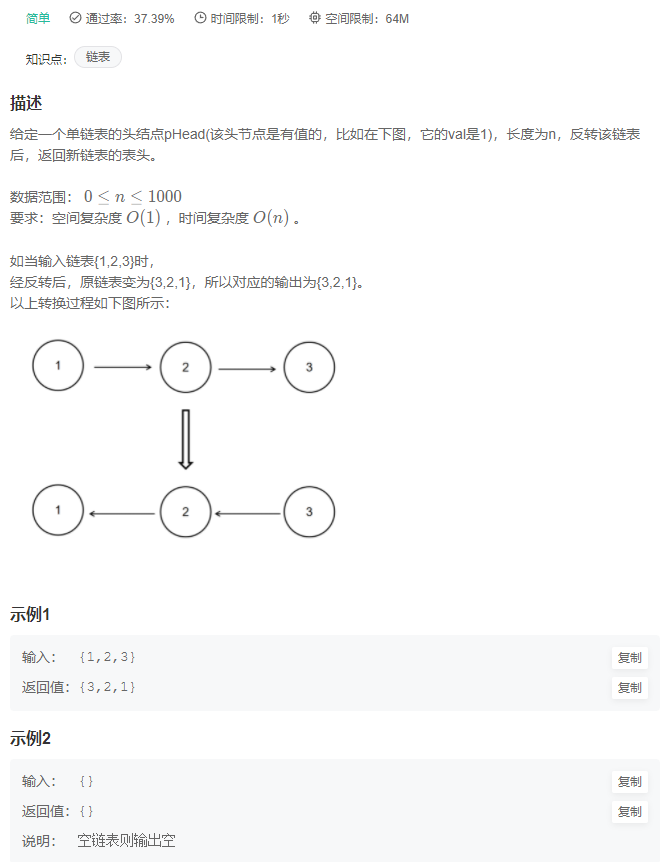 简单 通过率：37.39% 时间限制：1秒 空间限制：64M
知识点： 链表
描述
给定一个单链表的头结点pHead(该头节点是有值的，比如在下图，它的val是1)，长度为n，反转该链表
后，返回新链表的表头。
数据范围： 0 ≤ n ≤ 1000
要求：空间复杂度 O(1) ，时间复杂度 O(n) 。
如当输入链表{1,2,3}时，
经反转后，原链表变为{3,2,1}，所以对应的输出为{3,2,1}。
以上转换过程如下图所示：
1 2 3
1 2 3
示例1
输入： {1,2,3} 复制
返回值：{3,2,1} 复制
示例2
输入： {} 复制
返回值：{} 复制
说明： 空链表则输出空